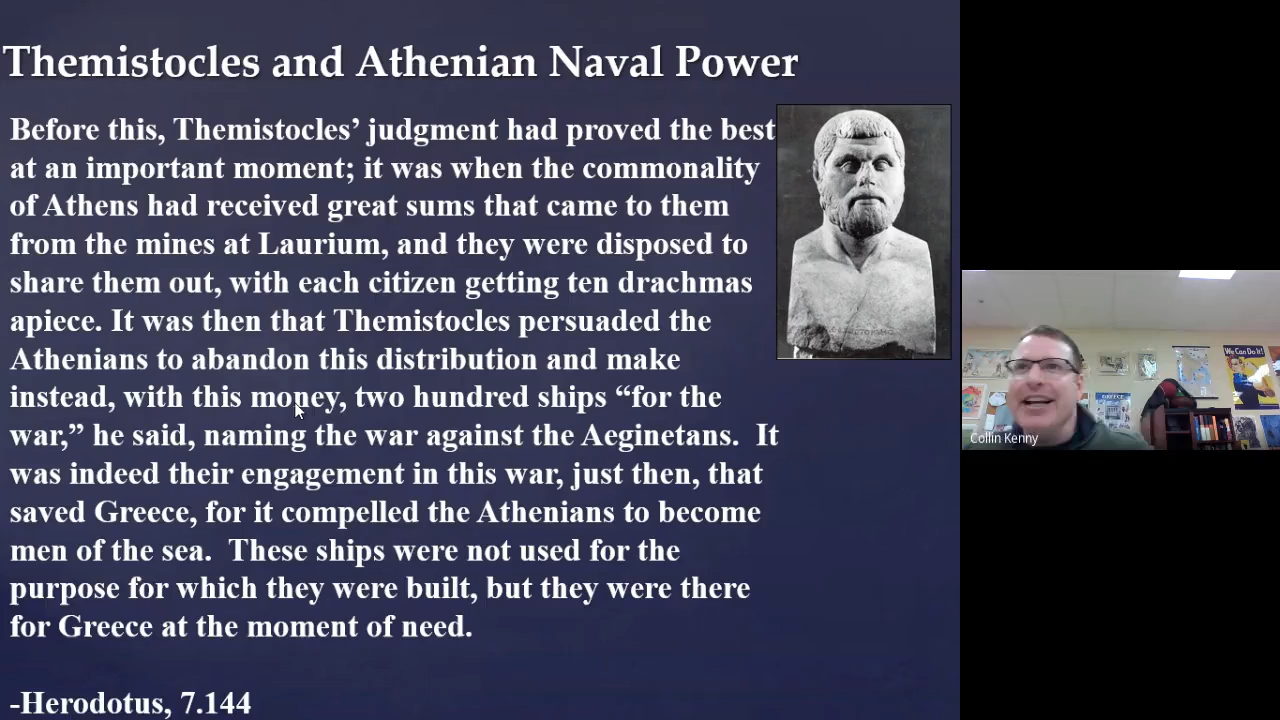 Themistocles and Athenian Naval Power
Before this, Themistocles’ judgment had proved the best
at an important moment; it was when the commonality
of Athens had received great sums that came to them
from the mines at Laurium, and they were disposed to
share them out, with each citizen getting ten drachmas
apiece. It was then that Themistocles persuaded the
Athenians to abandon this distribution and make
instead, with this money, two hundred ships “for the
war,” he said, naming the war against the Aeginetans.  It
was indeed their engagement in this war, just then, that
saved Greece, for it compelled the Athenians to become
men of the sea.  These ships were not used for the
purpose for which they were built, but they were there
for Greece at the moment of need.
-Herodotus, 7.144
We Can Do It!
GREECE
Collin Kenny